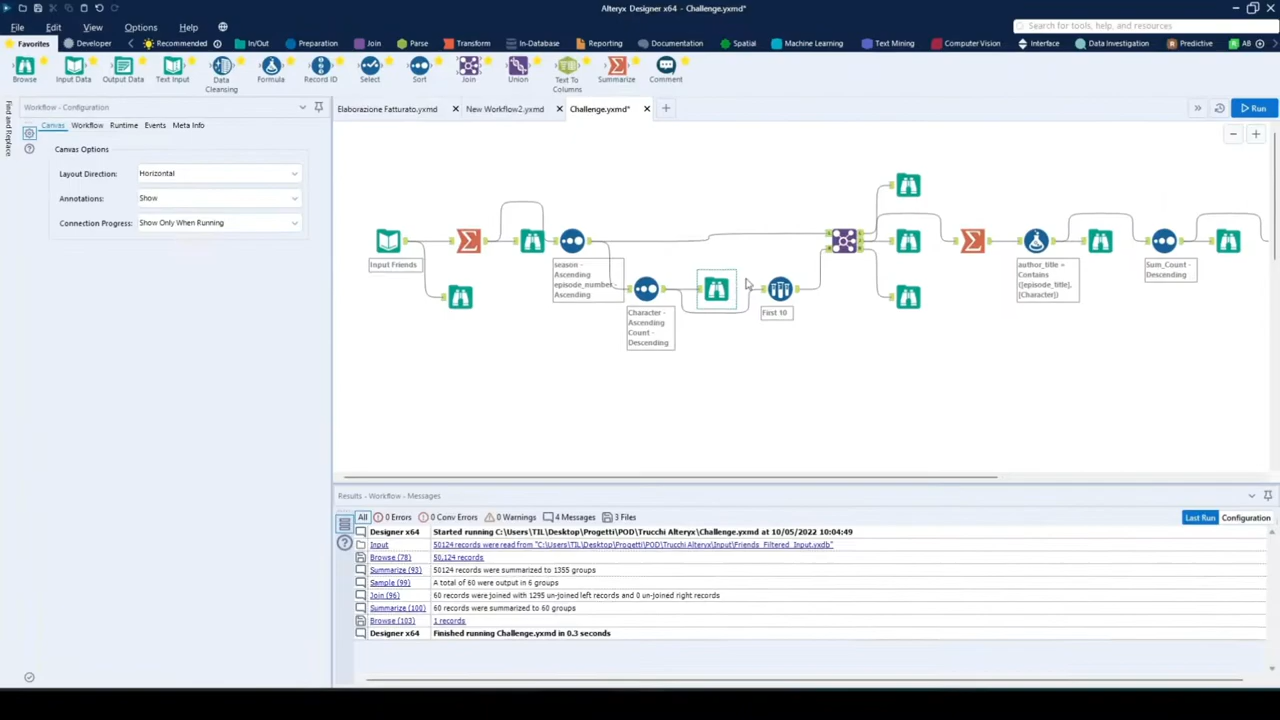 Alteryx Designer x64 - Challenge.yxmd*
File Edit View Options Help
Search for tools, help, and resources
Favorites Developer Recommended In/Out Preparation Join Parse Transform In-Database Reporting Documentation Spatial Machine Learning Text Mining Computer Vision Interface Data Investigation Predictive AB
Browse Input Data Output Data Text Input Data Cleansing Formula Record ID Select Sort Join Union Text To Columns Summarize Comment
Workflow - Configuration
Elaborazione Fatturato.yxmd New Workflow2.yxmd Challenge.yxmd* Run
Find and Replace
Canvas Workflow Runtime Events Meta Info
Canvas Options
Layout Direction: Horizontal
Annotations: Show
Connection Progress: Show Only When Running
Input Friends
season -
Ascending
episode_number -
Ascending
Character -
Ascending
Count -
Descending
First 10
author_title =
Contains
([episode_title],
[Character])
Sum_Count -
Descending
Results - Workflow - Messages
All 0 Errors 0 Conv Errors 0 Warnings 4 Messages 3 Files Last Run Configuration
Designer x64 Started running C:\Users\TIL\Desktop\Progetti\POD\Trucchi Alteryx\Challenge.yxmd at 10/05/2022 10:04:49
Input 50124 records were read from "C:\Users\TIL\Desktop\Progetti\POD\Trucchi Alteryx\Input\Friends_Filtered_Input.yxdb"
Browse (78) 50,124 records
Summarize (93) 50124 records were summarized to 1355 groups
Sample (99) A total of 60 were output in 6 groups
Join (96) 60 records were joined with 1295 un-joined left records and 0 un-joined right records
Summarize (100) 60 records were summarized to 60 groups
Browse (103) 1 records
Designer x64 Finished running Challenge.yxmd in 0.3 seconds